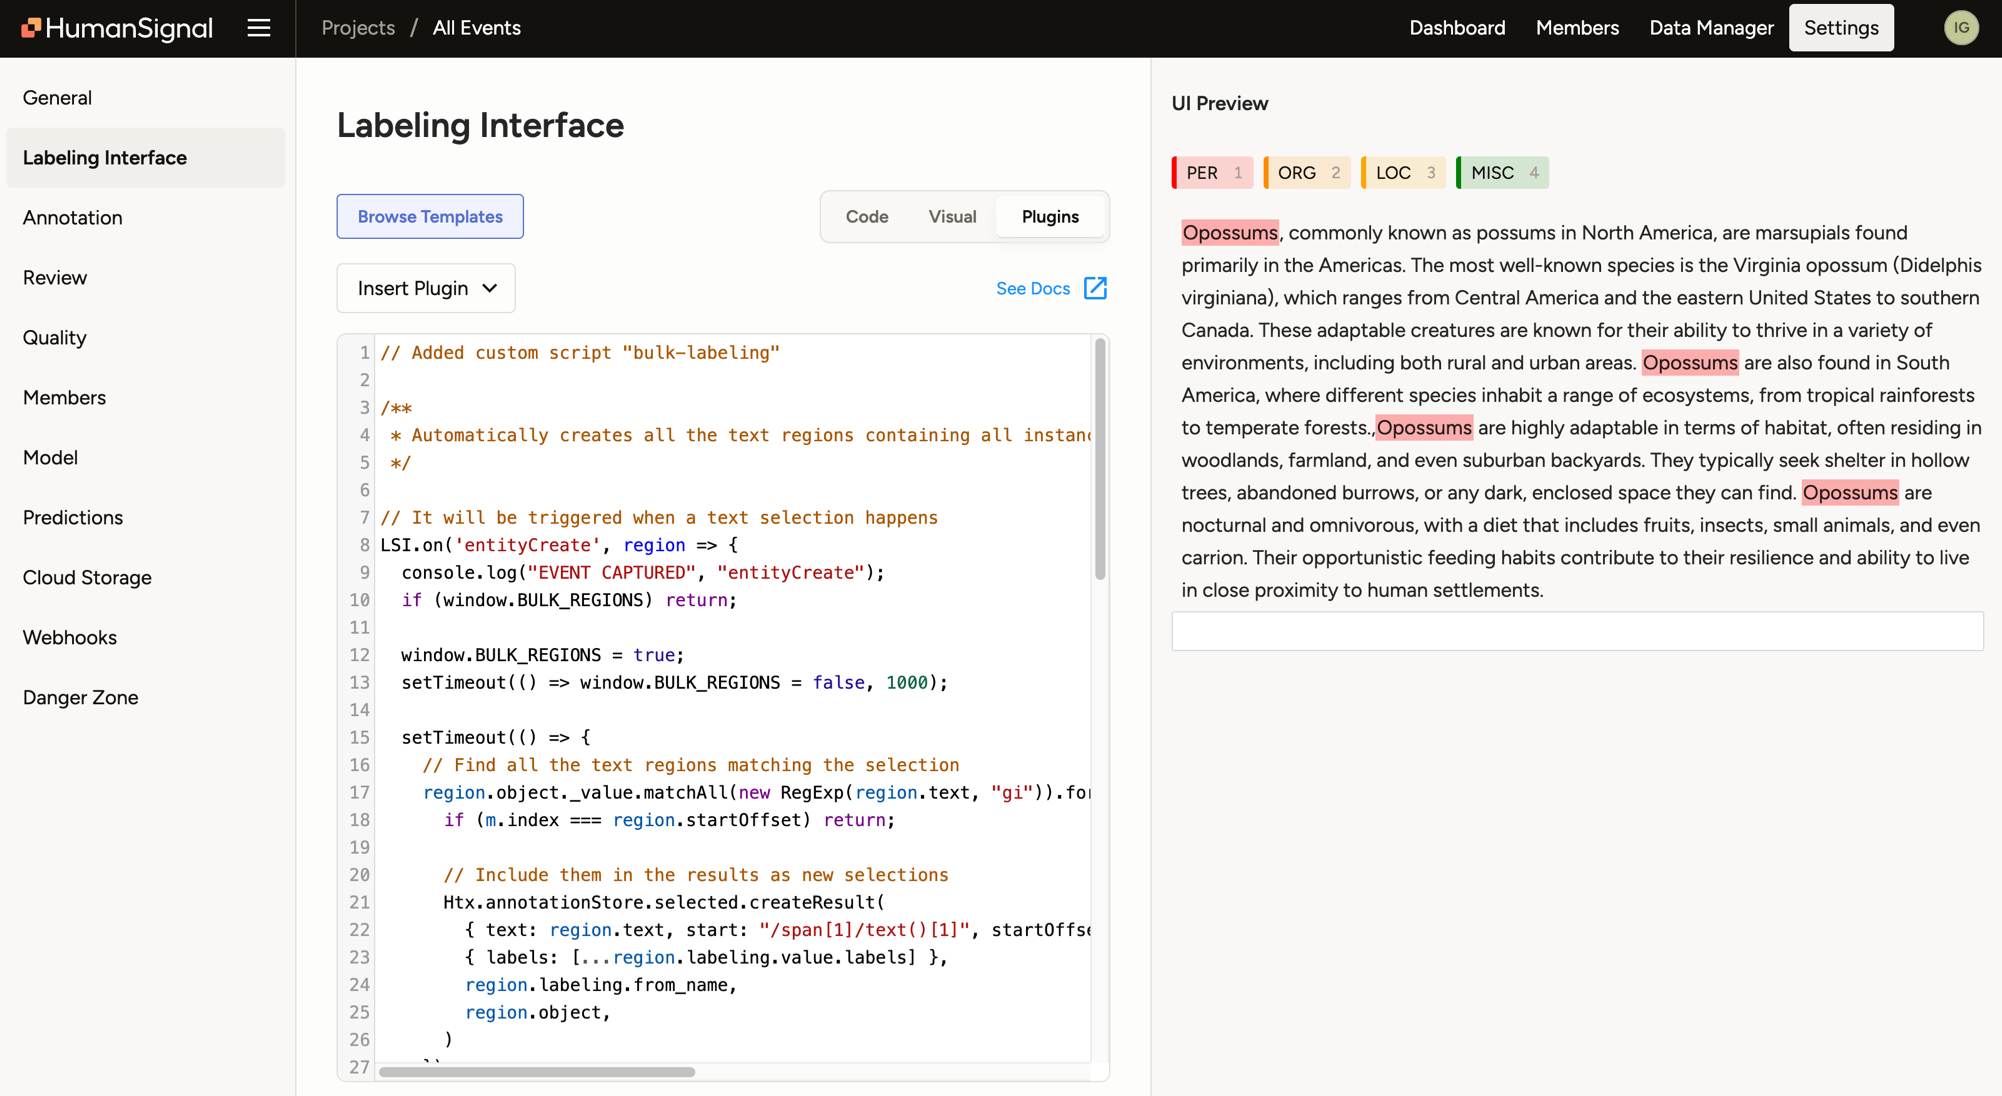 HumanSignal
Projects / All Events
Dashboard
Members
Data Manager
Settings
IG
General
Labeling Interface
Annotation
Review
Quality
Members
Model
Predictions
Cloud Storage
Webhooks
Danger Zone
Labeling Interface
Browse Templates
Code
Visual
Plugins
Insert Plugin
See Docs
1 // Added custom script "bulk-labeling"
2
3 /**
4  * Automatically creates all the text regions containing all instan
5  */
6
7 // It will be triggered when a text selection happens
8 LSI.on('entityCreate', region => {
9   console.log("EVENT CAPTURED", "entityCreate");
10   if (window.BULK_REGIONS) return;
11
12   window.BULK_REGIONS = true;
13   setTimeout(() => window.BULK_REGIONS = false, 1000);
14
15   setTimeout(() => {
16     // Find all the text regions matching the selection
17     region.object._value.matchAll(new RegExp(region.text, "gi")).for
18       if (m.index === region.startOffset) return;
19
20       // Include them in the results as new selections
21       Htx.annotationStore.selected.createResult(
22         { text: region.text, start: "/span[1]/text()[1]", startOffse
23         { labels: [...region.labeling.value.labels] },
24         region.labeling.from_name,
25         region.object,
26       )
27     })
UI Preview
PER 1
ORG 2
LOC 3
MISC 4
Opossums, commonly known as possums in North America, are marsupials found
primarily in the Americas. The most well-known species is the Virginia opossum (Didelphis
virginiana), which ranges from Central America and the eastern United States to southern
Canada. These adaptable creatures are known for their ability to thrive in a variety of
environments, including both rural and urban areas. Opossums are also found in South
America, where different species inhabit a range of ecosystems, from tropical rainforests
to temperate forests.,Opossums are highly adaptable in terms of habitat, often residing in
woodlands, farmland, and even suburban backyards. They typically seek shelter in hollow
trees, abandoned burrows, or any dark, enclosed space they can find. Opossums are
nocturnal and omnivorous, with a diet that includes fruits, insects, small animals, and even
carrion. Their opportunistic feeding habits contribute to their resilience and ability to live
in close proximity to human settlements.